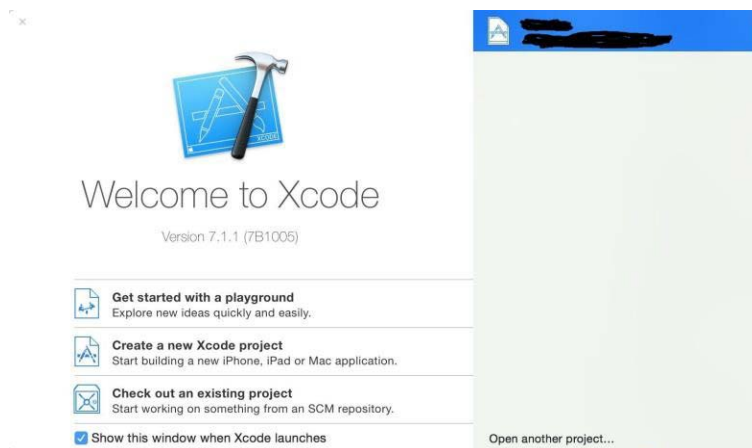 XCODE
Welcome to Xcode
Version 7.1.1 (7B1005)
Get started with a playground
Explore new ideas quickly and easily.
Create a new Xcode project
Start building a new iPhone, iPad or Mac application.
Check out an existing project
Start working on something from an SCM repository.
Show this window when Xcode launches
Open another project...